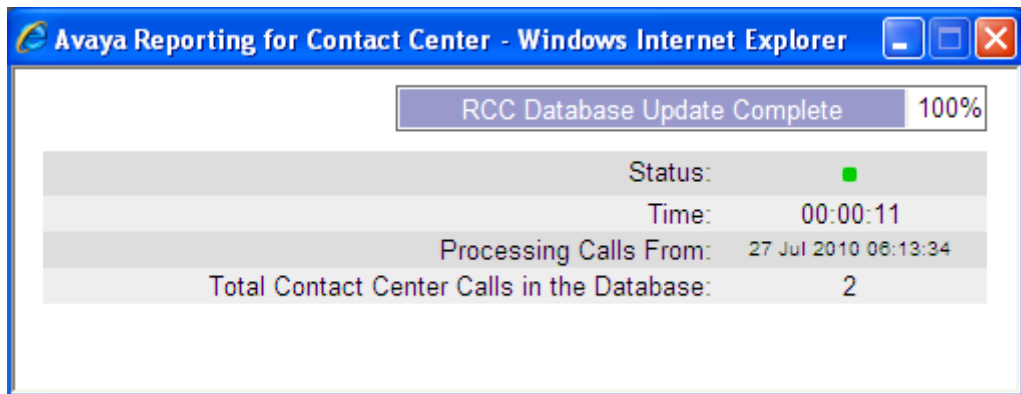 Avaya Reporting for Contact Center - Windows Internet Explorer
RCC Database Update Complete 100%
Status:
Time: 00:00:11
Processing Calls From: 27 Jul 2010 06:13:34
Total Contact Center Calls in the Database: 2